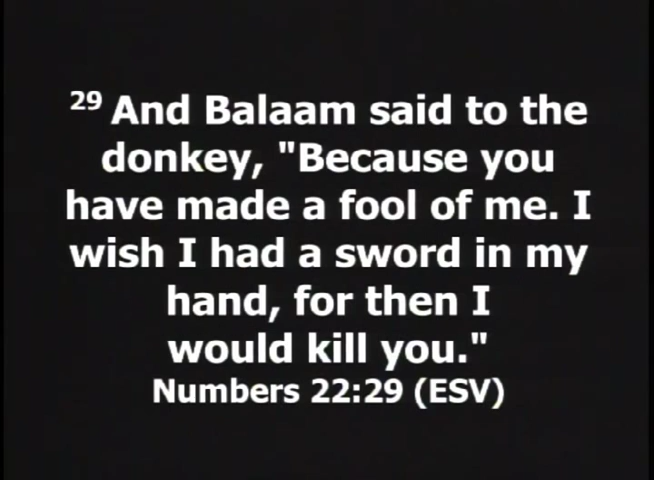 29 And Balaam said to the
donkey, "Because you
have made a fool of me. I
wish I had a sword in my
hand, for then I
would kill you."
Numbers 22:29 (ESV)